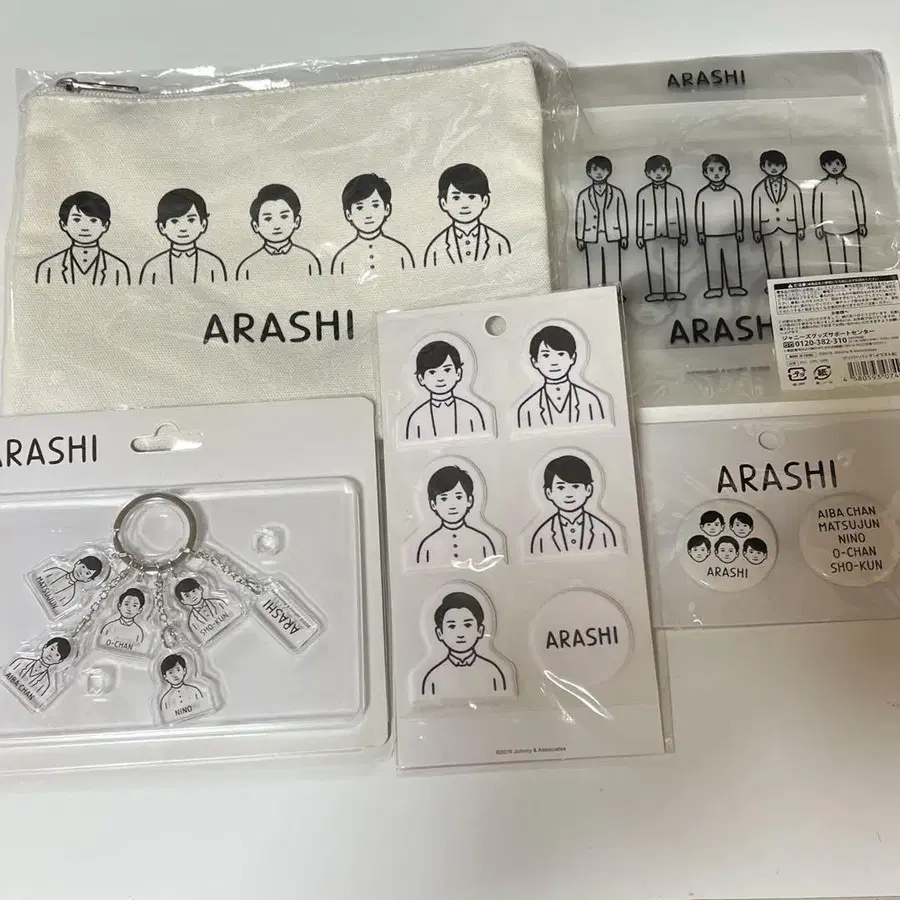 ARASHI
ARASHI
ARASHI
ジャニーズグッズサポートセンター
0120-382-310
ARASHI
MATSUJUN
O-CHAN
SHO-KUN
ARASHI
AIBA CHAN
NINO
ARASHI
©2019 Johnny & Associates
ARASHI
ARASHI
AIBA CHAN
MATSUJUN
NINO
O-CHAN
SHO-KUN